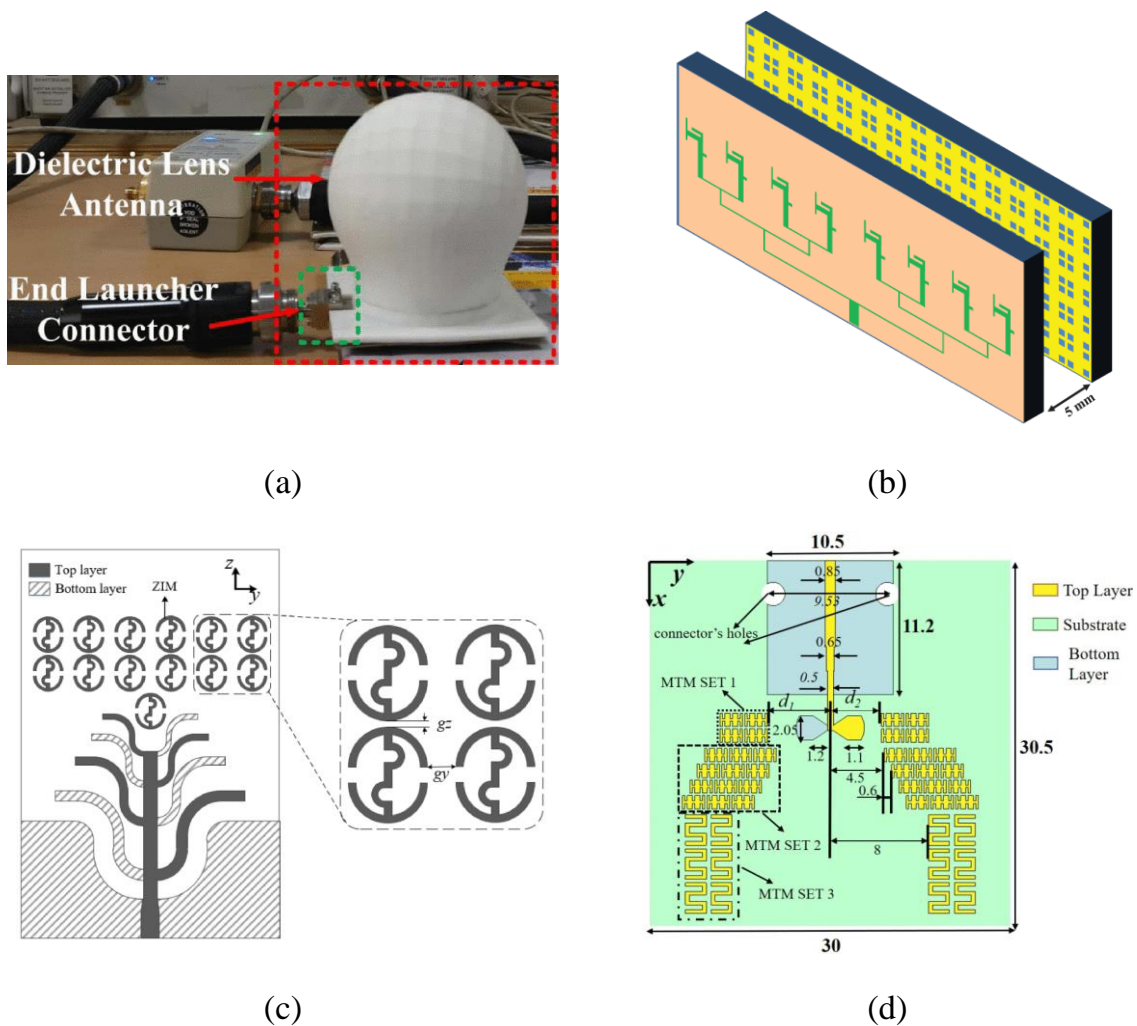 Dielectric Lens
Antenna
End Launcher
Connector
VOID
SEAL
BROKEN
5 mm
(a)
(b)
Top layer
Bottom layer
ZIM
z
y
gz
gy
10.5
0.85
y
x
9.53
connector's holes
11.2
0.65
0.5
MTM SET 1
d1
d2
2.05
1.2
1.1
4.5
0.6
MTM SET 2
8
MTM SET 3
30.5
30
Top Layer
Substrate
Bottom
Layer
(c)
(d)